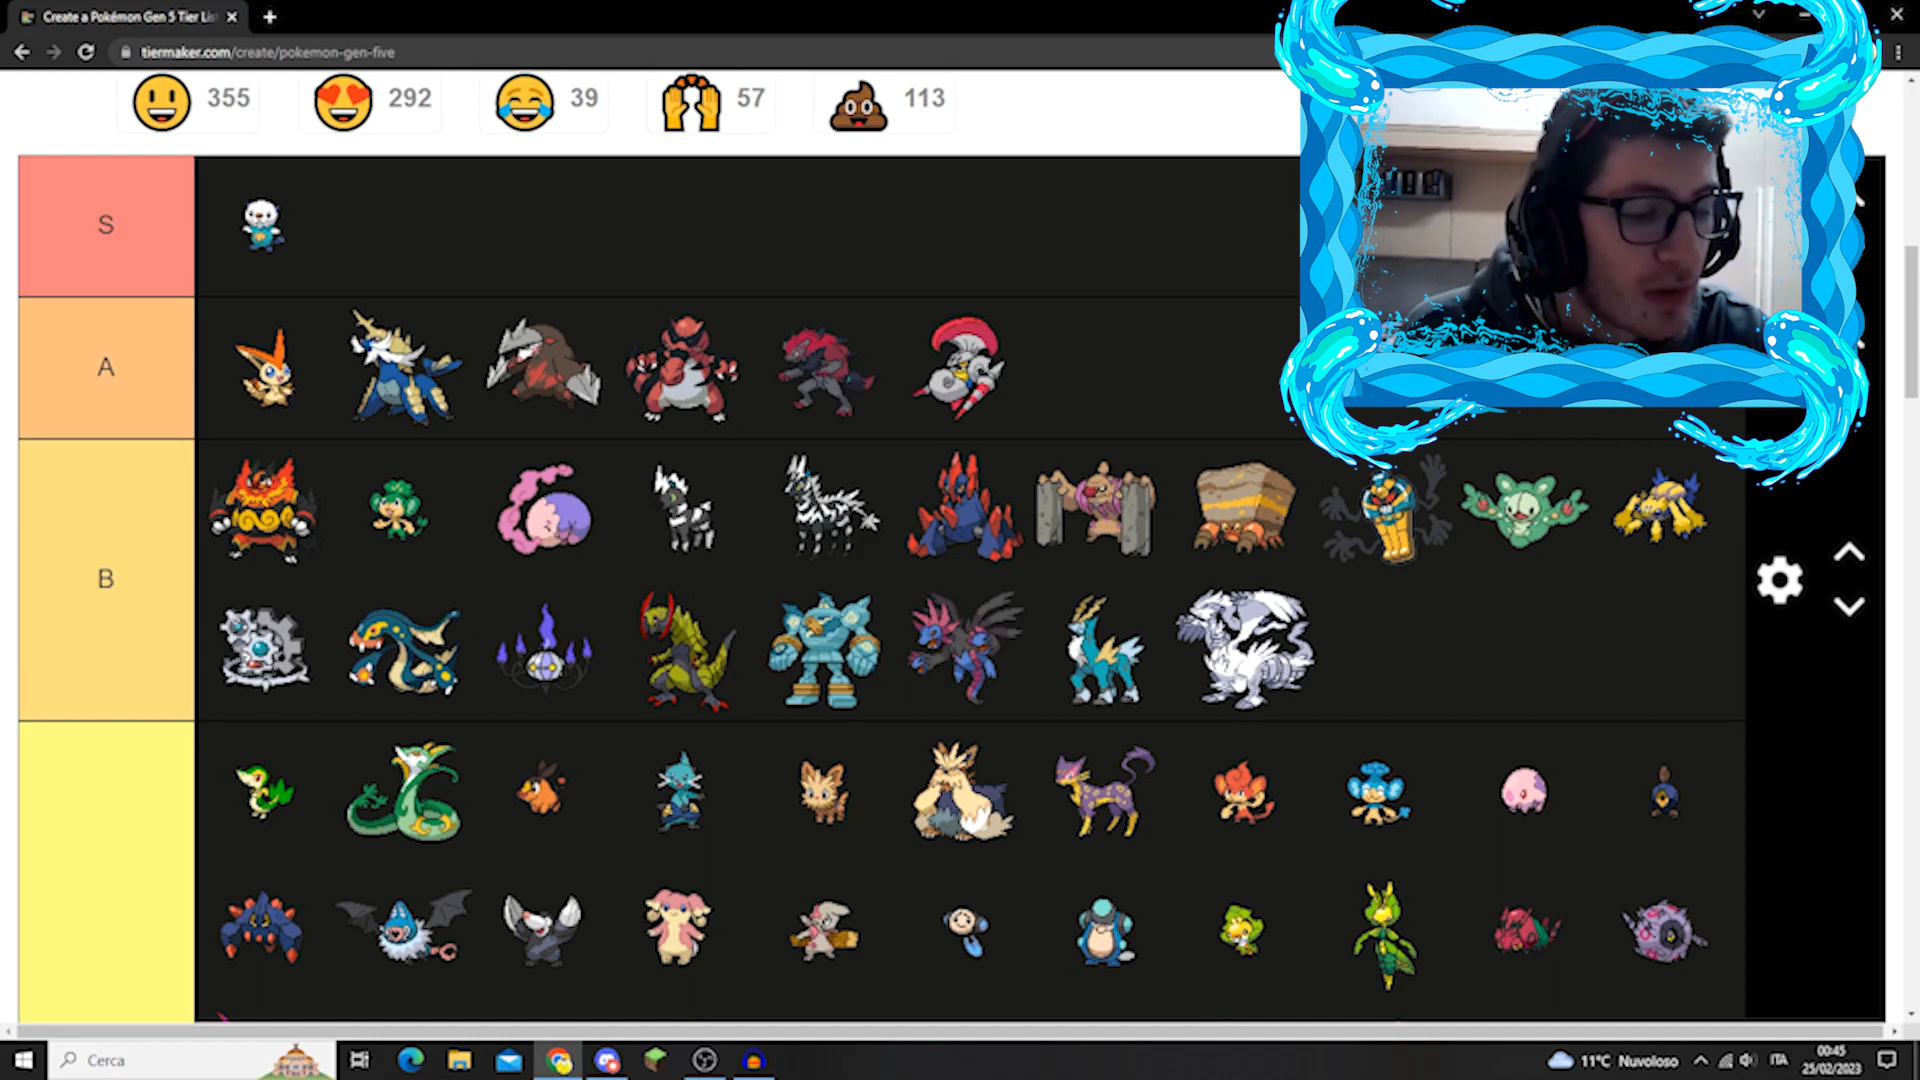 Create a Pokémon Gen 5 Tier Lis
tiermaker.com/create/pokemon-gen-five
355
292
39
57
113
S
A
B
Cerca
11°C Nuvoloso
ITA
00:45
25/02/2023